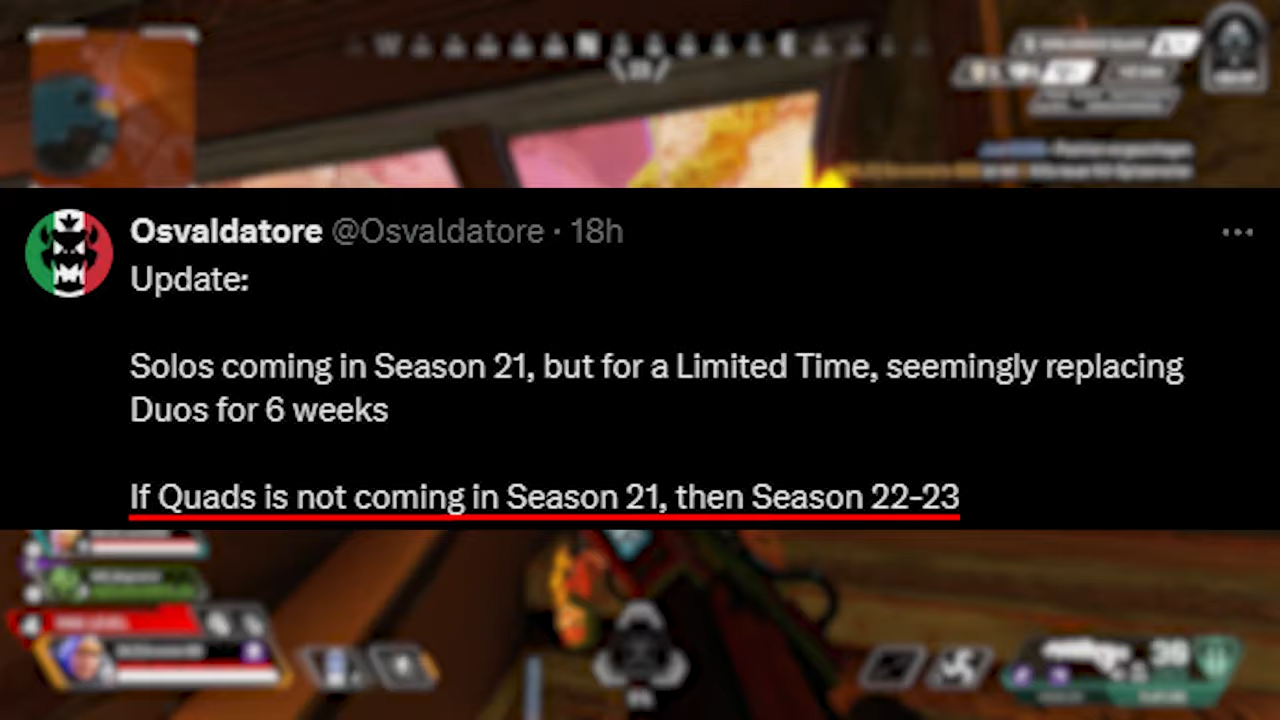 Osvaldatore @Osvaldatore · 18h
Update:
Solos coming in Season 21, but for a Limited Time, seemingly replacing
Duos for 6 weeks
If Quads is not coming in Season 21, then Season 22-23